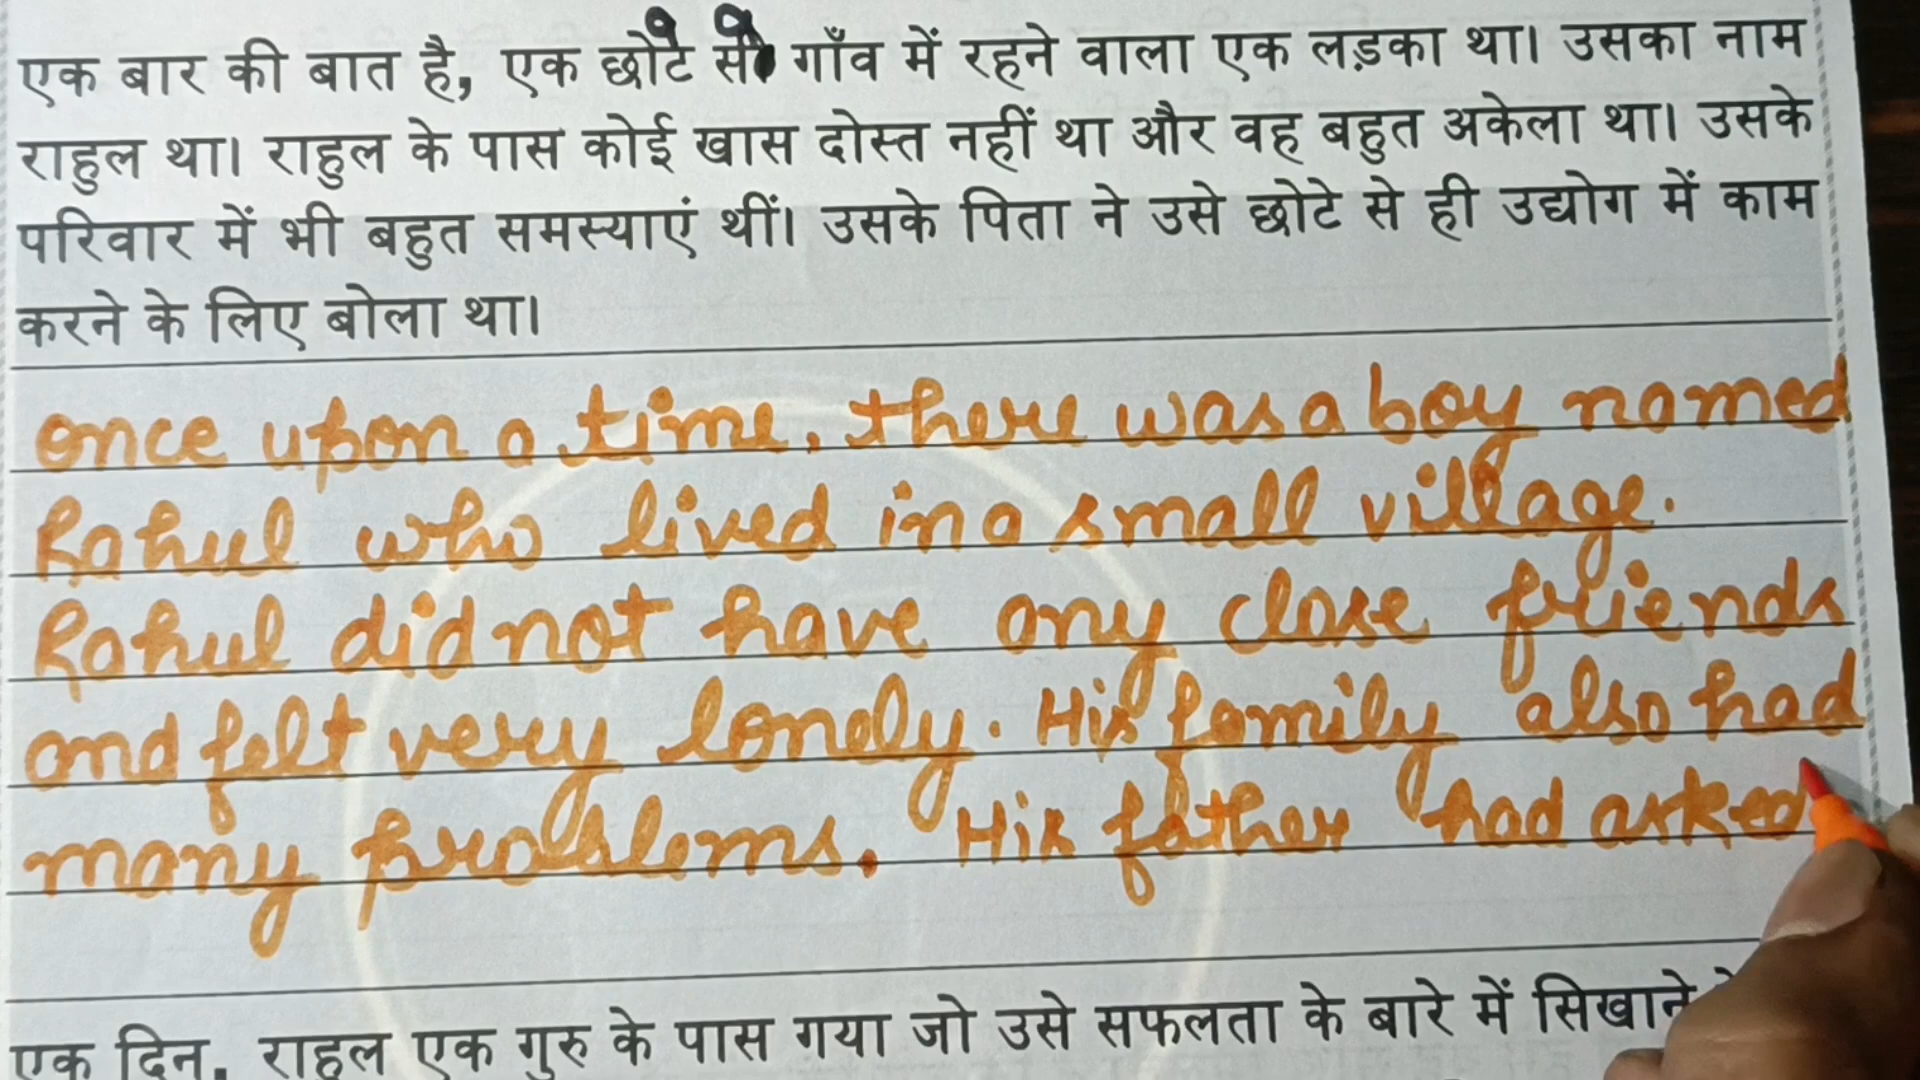 एक बार की बात है, एक छोटे से गाँव में रहने वाला एक लड़का था। उसका नाम
राहुल था। राहुल के पास कोई खास दोस्त नहीं था और वह बहुत अकेला था। उसके
परिवार में भी बहुत समस्याएं थीं। उसके पिता ने उसे छोटे से ही उद्योग में काम
करने के लिए बोला था।
once upon a time, there was a boy named
Rahul who lived in a small village.
Rahul did not have any close friends
and felt very lonely. His family also had
many problems. His father had asked
एक दिन, राहुल एक गुरु के पास गया जो उसे सफलता के बारे में सिखाने